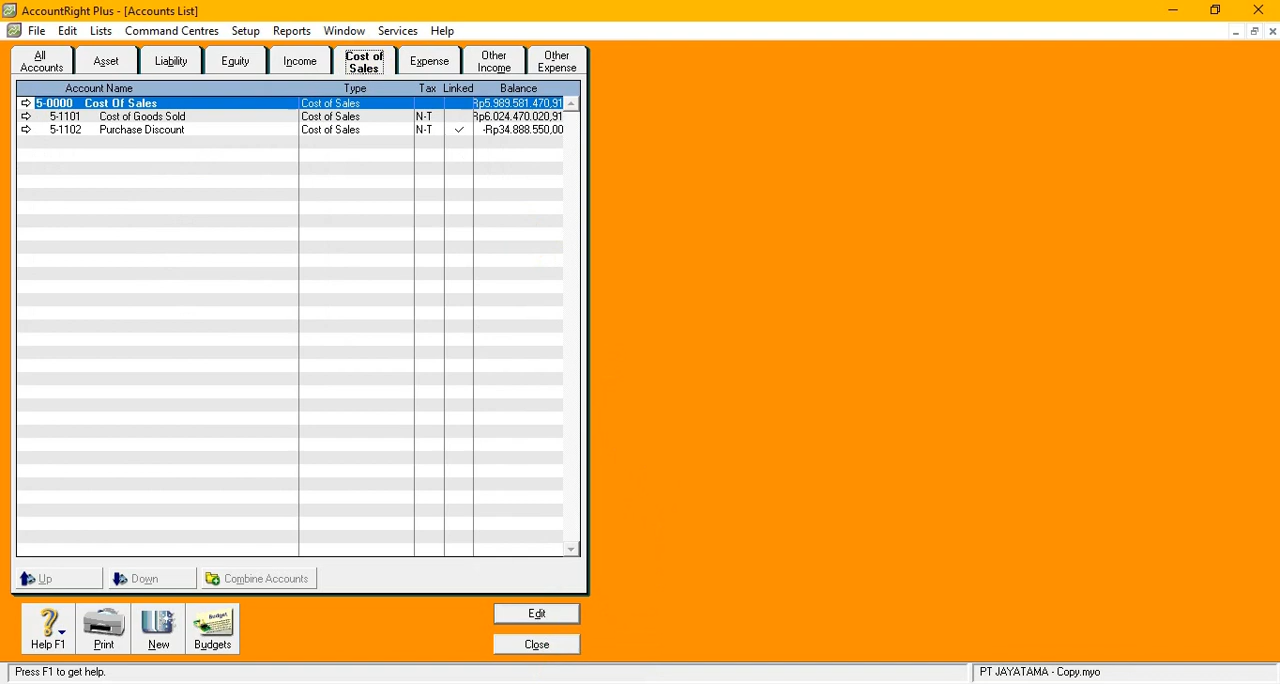 AccountRight Plus - [Accounts List]
File Edit Lists Command Centres Setup Reports Window Services Help
All Accounts Asset Liability Equity Income Cost of Sales Expense Other Income Other Expense
Account Name Type Tax Linked Balance
5-0000 Cost Of Sales Cost of Sales Rp5.989.581.470,91
5-1101 Cost of Goods Sold Cost of Sales N-T Rp6.024.470.020,91
5-1102 Purchase Discount Cost of Sales N-T -Rp34.888.550,00
Up Down Combine Accounts
Budget
Help F1 Print New Budgets
Edit
Close
Press F1 to get help.
PT JAYATAMA - Copy.myo